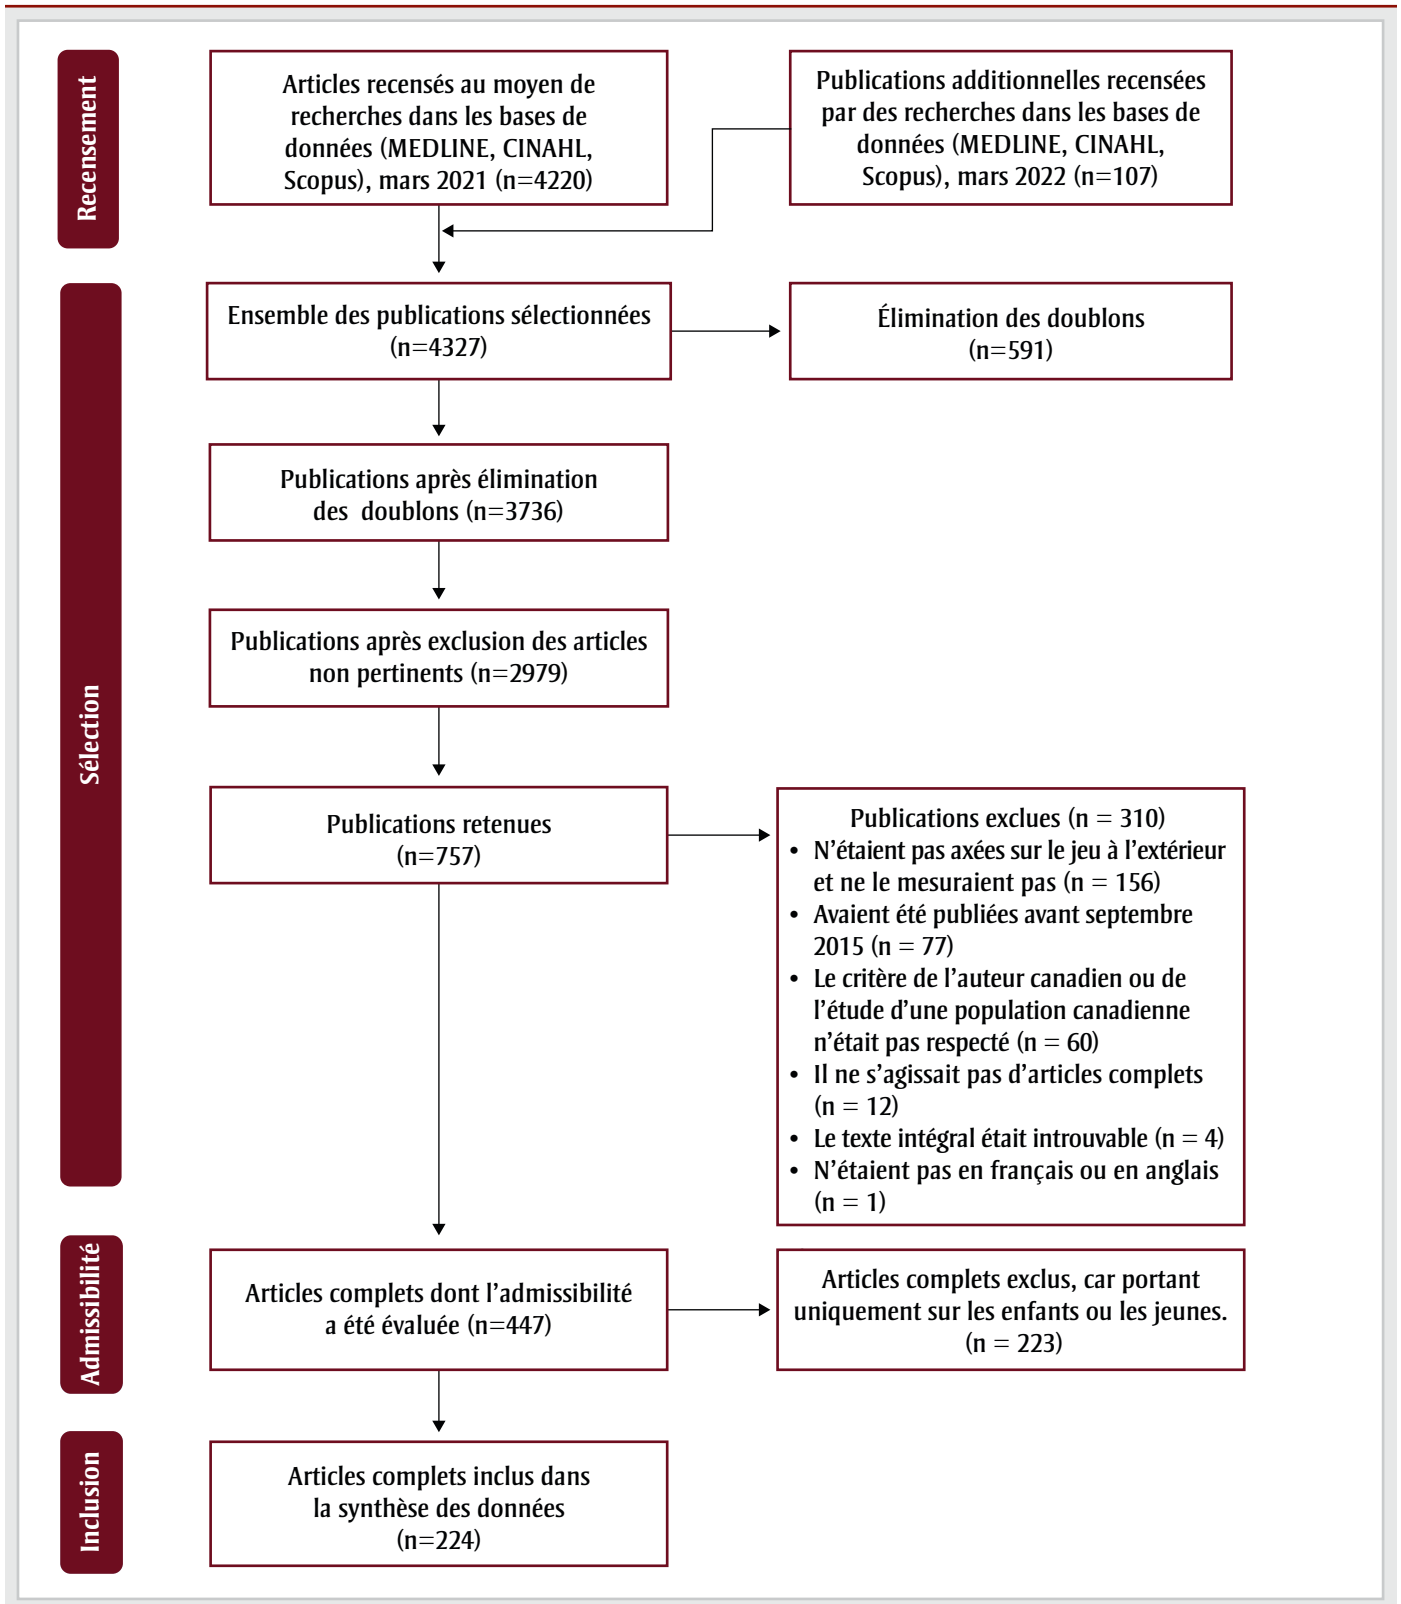 Recensement
Articles recensés au moyen de
recherches dans les bases de
données (MEDLINE, CINAHL,
Scopus), mars 2021 (n=4220)
Publications additionnelles recensées
par des recherches dans les bases de
données (MEDLINE, CINAHL,
Scopus), mars 2022 (n=107)
Sélection
Ensemble des publications sélectionnées
(n=4327)
Élimination des doublons
(n=591)
Publications après élimination
des doublons (n=3736)
Publications après exclusion des articles
non pertinents (n=2979)
Publications retenues
(n=757)
Publications exclues (n = 310)
• N’étaient pas axées sur le jeu à l’extérieur
et ne le mesuraient pas (n = 156)
• Avaient été publiées avant septembre
2015 (n = 77)
• Le critère de l’auteur canadien ou de
l’étude d’une population canadienne
n’était pas respecté (n = 60)
• Il ne s’agissait pas d’articles complets
(n = 12)
• Le texte intégral était introuvable (n = 4)
• N’étaient pas en français ou en anglais
(n = 1)
Admissibilité
Articles complets dont l’admissibilité
a été évaluée (n=447)
Articles complets exclus, car portant
uniquement sur les enfants ou les jeunes.
(n = 223)
Inclusion
Articles complets inclus dans
la synthèse des données
(n=224)